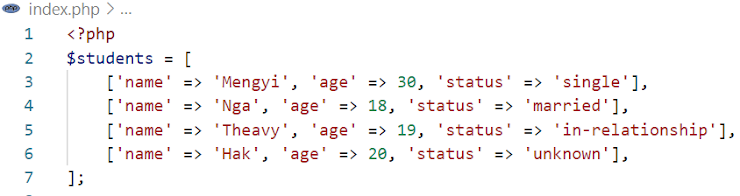 index.php > ...
1 <?php
2 $students = [
3 ['name' => 'Mengyi', 'age' => 30, 'status' => 'single'],
4 ['name' => 'Nga', 'age' => 18, 'status' => 'married'],
5 ['name' => 'Theavy', 'age' => 19, 'status' => 'in-relationship'],
6 ['name' => 'Hak', 'age' => 20, 'status' => 'unknown'],
7 ];